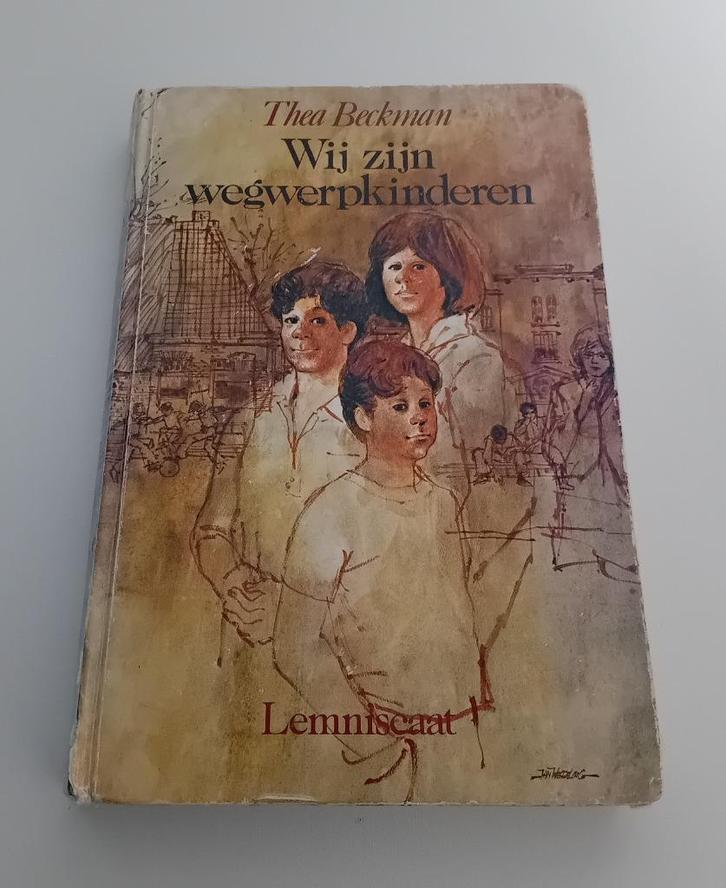 Thea Beckman
Wij zijn
wegwerpkinderen
Lemniscaat